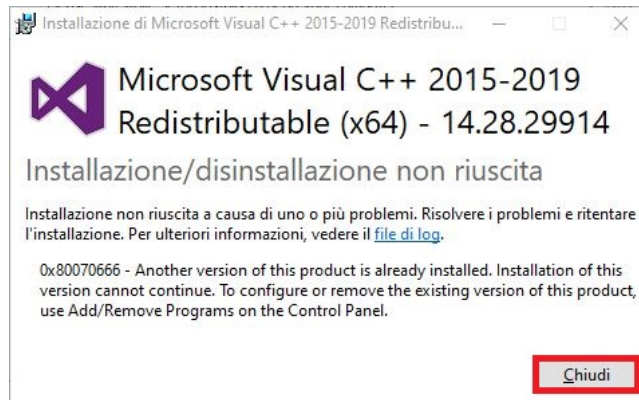 Installazione di Microsoft Visual C++ 2015-2019 Redistribu...
Microsoft Visual C++ 2015-2019
Redistributable (x64) - 14.28.29914
Installazione/disinstallazione non riuscita
Installazione non riuscita a causa di uno o più problemi. Risolvere i problemi e ritentare
l'installazione. Per ulteriori informazioni, vedere il file di log.
0x80070666 - Another version of this product is already installed. Installation of this
version cannot continue. To configure or remove the existing version of this product,
use Add/Remove Programs on the Control Panel.
Chiudi